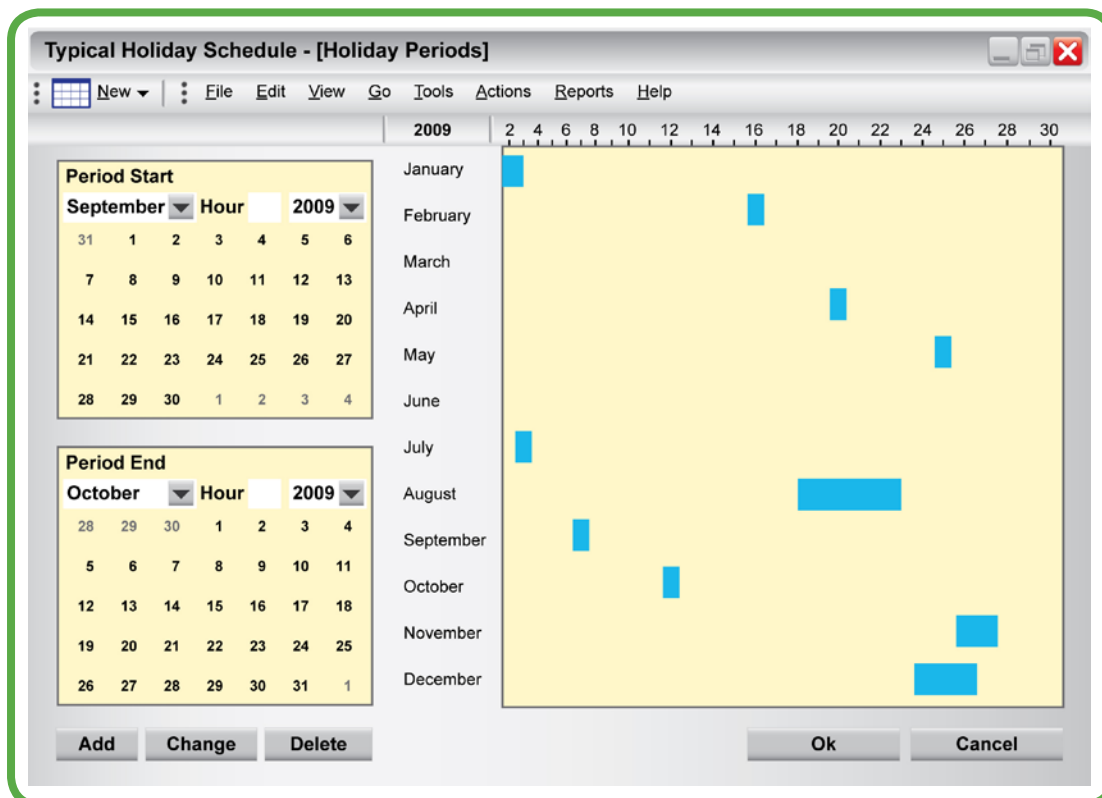 Typical Holiday Schedule - [Holiday Periods]
New File Edit View Go Tools Actions Reports Help
2009 2 4 6 8 10 12 14 16 18 20 22 24 26 28 30
Period Start
September Hour 2009
31 1 2 3 4 5 6
7 8 9 10 11 12 13
14 15 16 17 18 19 20
21 22 23 24 25 26 27
28 29 30 1 2 3 4
Period End
October Hour 2009
28 29 30 1 2 3 4
5 6 7 8 9 10 11
12 13 14 15 16 17 18
19 20 21 22 23 24 25
26 27 28 29 30 31 1
January
February
March
April
May
June
July
August
September
October
November
December
Add Change Delete Ok Cancel